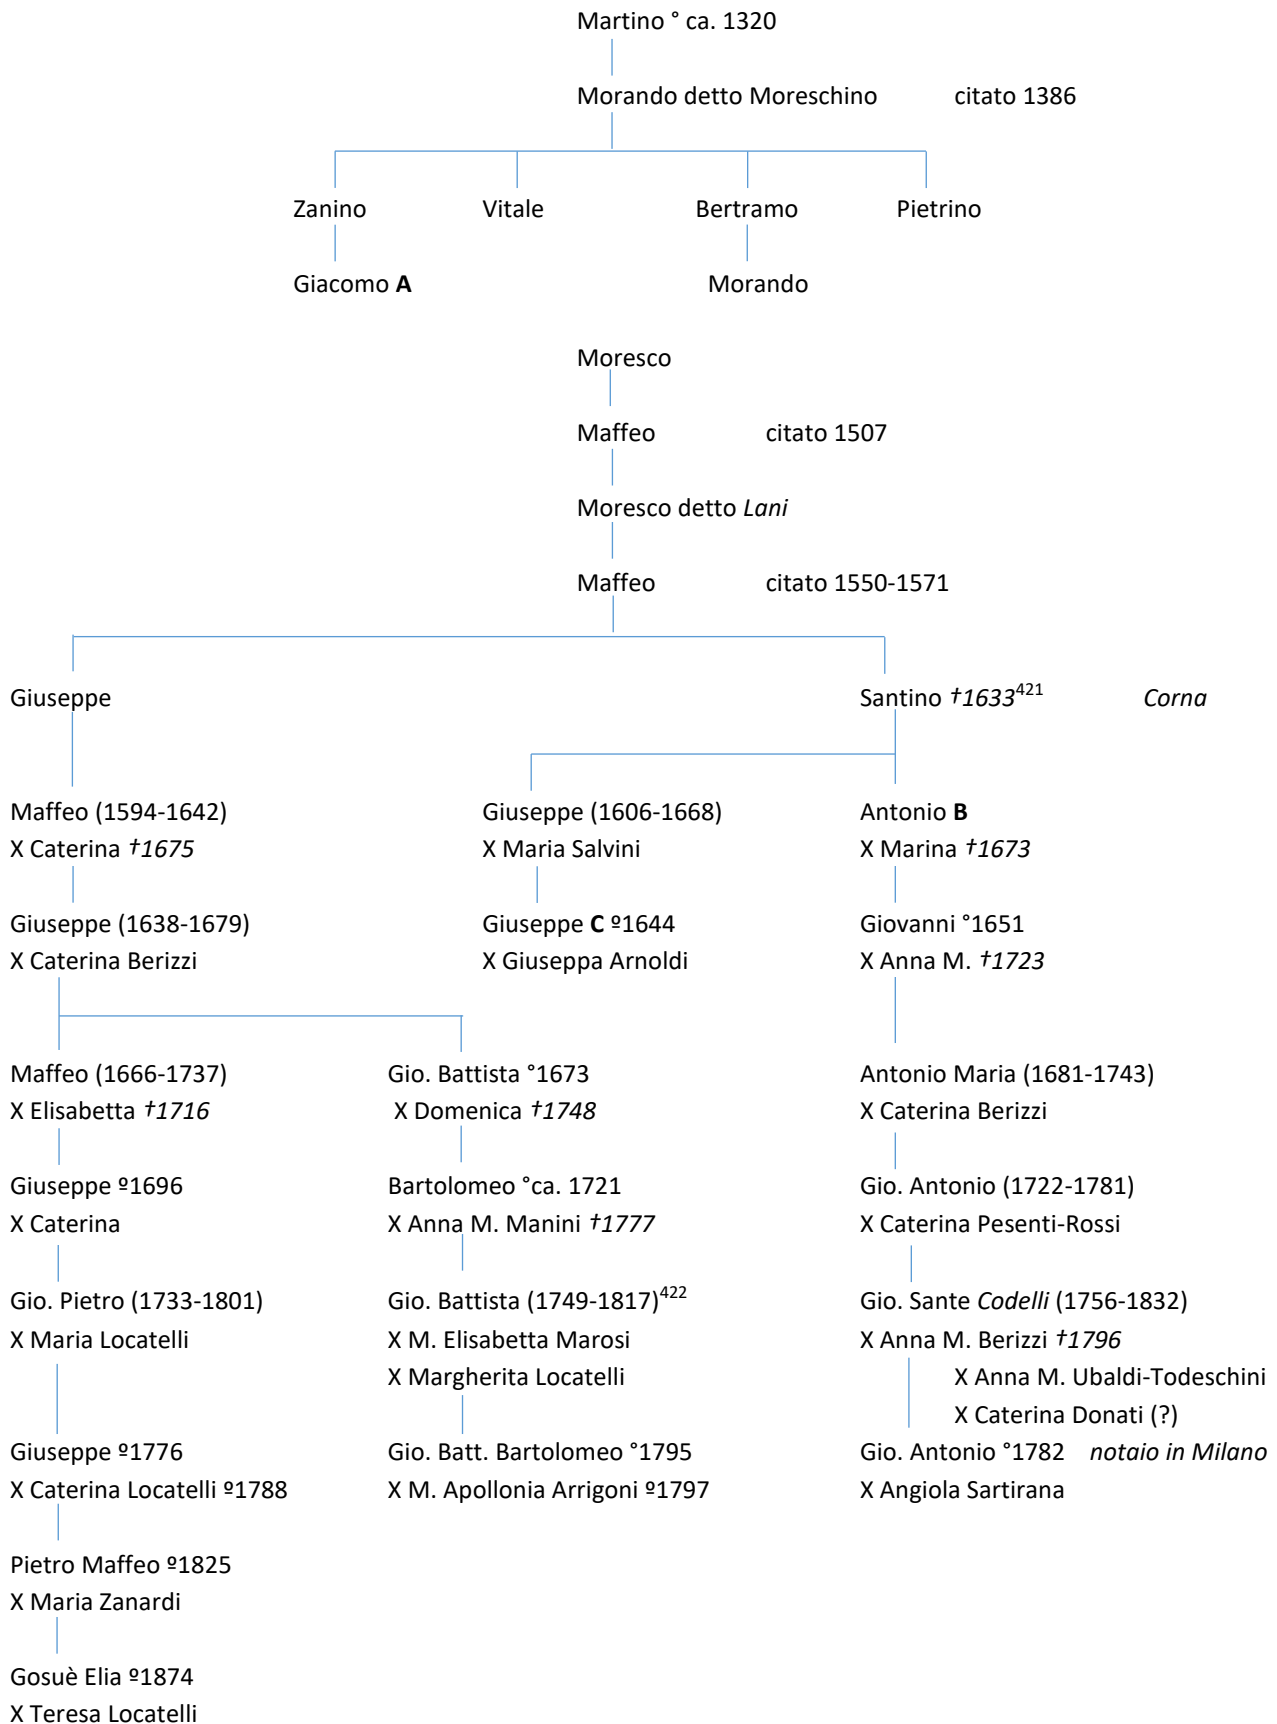 Martino ° ca. 1320
Morando detto Moreschino citato 1386
Zanino Vitale Bertramo Pietrino
Giacomo A Morando
Moresco
Maffeo citato 1507
Moresco detto Lani
Maffeo citato 1550-1571
Giuseppe Santino †1633421 Corna
Maffeo (1594-1642) Giuseppe (1606-1668) Antonio B
X Caterina †1675 X Maria Salvini X Marina †1673
Giuseppe (1638-1679) Giuseppe C º1644 Giovanni °1651
X Caterina Berizzi X Giuseppa Arnoldi X Anna M. †1723
Maffeo (1666-1737) Gio. Battista °1673 Antonio Maria (1681-1743)
X Elisabetta †1716 X Domenica †1748 X Caterina Berizzi
Giuseppe º1696 Bartolomeo °ca. 1721 Gio. Antonio (1722-1781)
X Caterina X Anna M. Manini †1777 X Caterina Pesenti-Rossi
Gio. Pietro (1733-1801) Gio. Battista (1749-1817)422 Gio. Sante Codelli (1756-1832)
X Maria Locatelli X M. Elisabetta Marosi X Anna M. Berizzi †1796
X Margherita Locatelli X Anna M. Ubaldi-Todeschini
X Caterina Donati (?)
Giuseppe º1776 Gio. Batt. Bartolomeo °1795 Gio. Antonio °1782 notaio in Milano
X Caterina Locatelli º1788 X M. Apollonia Arrigoni º1797 X Angiola Sartirana
Pietro Maffeo º1825
X Maria Zanardi
Gosuè Elia º1874
X Teresa Locatelli